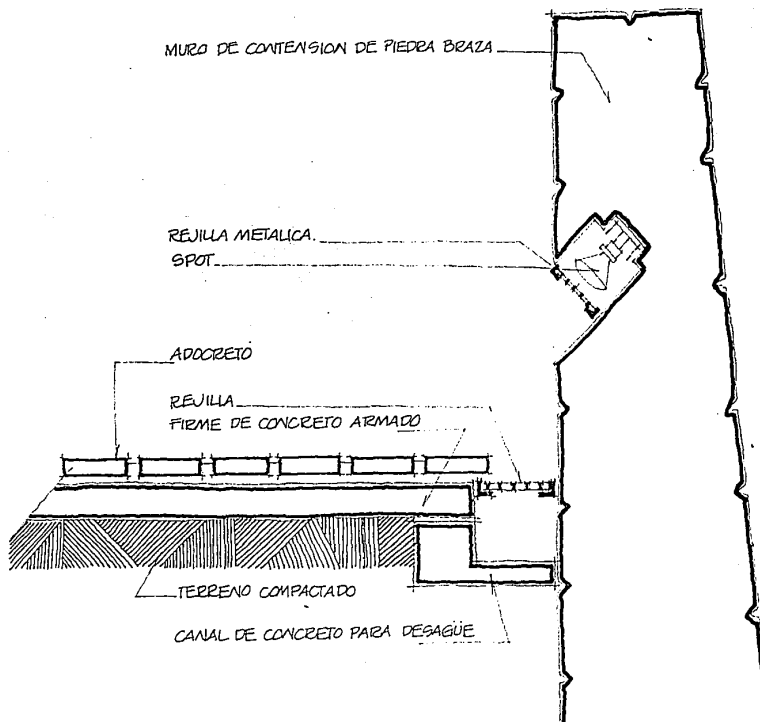 MURO DE CONTENSION DE PIEDRA BRAZA
REJILLA METALICA.
SPOT
ADOCRETO
REJILLA
FIRME DE CONCRETO ARMADO
TERRENO COMPACTADO
CANAL DE CONCRETO PARA DESAGÜE